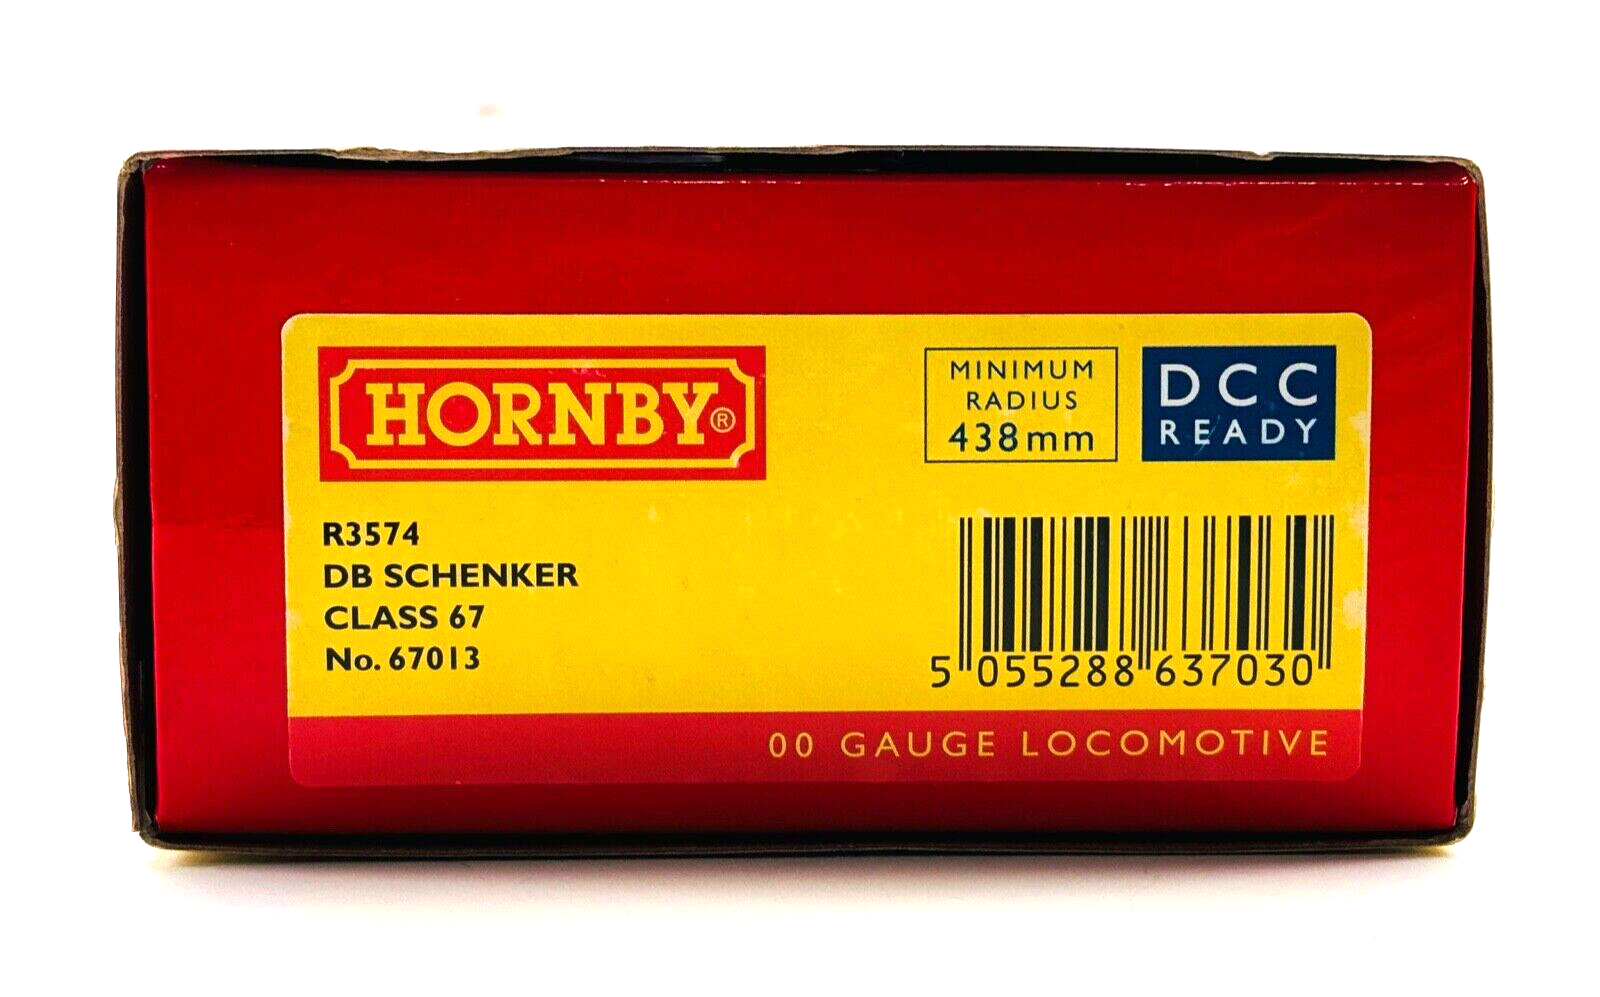 HORNBY®
MINIMUM
RADIUS
438mm
DCC
READY
R3574
DB SCHENKER
CLASS 67
No. 67013
5 055288 637030
00 GAUGE LOCOMOTIVE